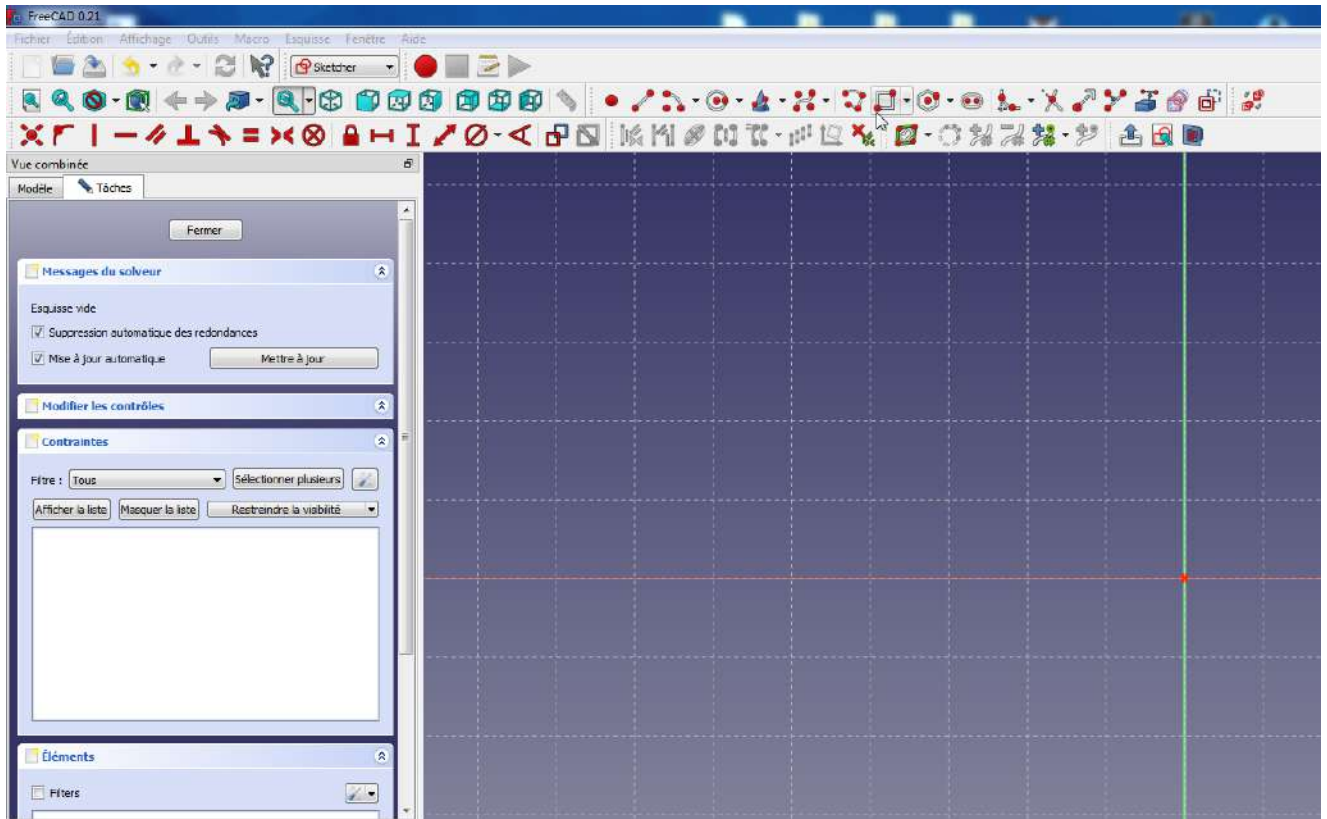 FreeCAD 0.21
Fichier Édition Affichage Outils Macro Esquisse Fenêtre Aide
Sketcher
Vue combinée
Modèle Tâches
Fermer
Messages du solveur
Esquisse vide
Suppression automatique des redondances
Mise à jour automatique Mettre à jour
Modifier les contrôles
Contraintes
Filtre : Tous Sélectionner plusieurs
Afficher la liste Masquer la liste Restreindre la visibilité
Éléments
Filters